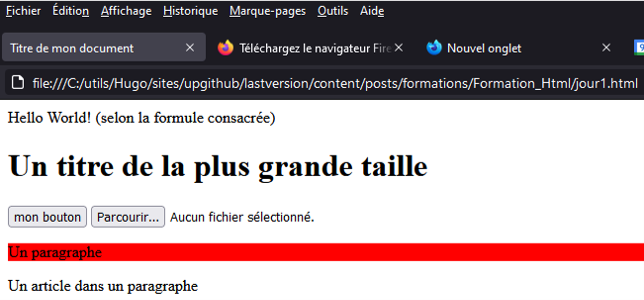 Fichier Édition Affichage Historique Marque-pages Outils Aide
Titre de mon document Téléchargez le navigateur Fire Nouvel onglet
file:///C:/utils/Hugo/sites/upgithub/lastversion/content/posts/formations/Formation_Html/jour1.html
Hello World! (selon la formule consacrée)
Un titre de la plus grande taille
mon bouton Parcourir... Aucun fichier sélectionné.
Un paragraphe
Un article dans un paragraphe